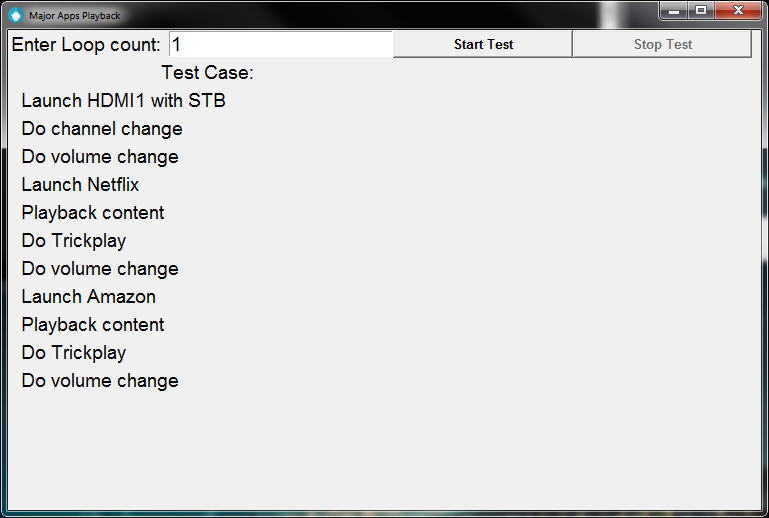 Major Apps Playback
Enter Loop count: 1 Start Test Stop Test
Test Case:
Launch HDMI1 with STB
Do channel change
Do volume change
Launch Netflix
Playback content
Do Trickplay
Do volume change
Launch Amazon
Playback content
Do Trickplay
Do volume change